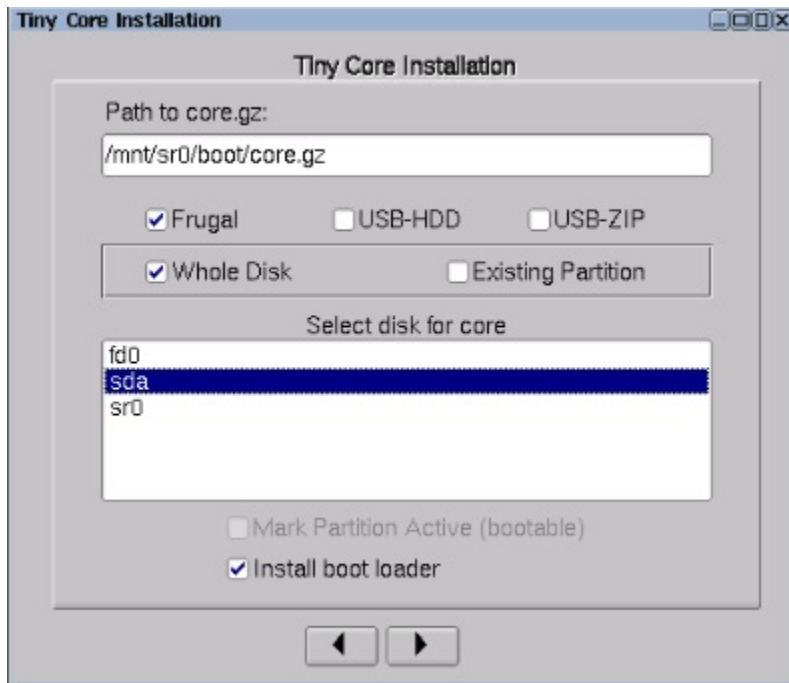 Tiny Core Installation
Tiny Core Installation
Path to core.gz:
/mnt/sr0/boot/core.gz
Frugal USB-HDD USB-ZIP
Whole Disk Existing Partition
Select disk for core
fd0
sda
sr0
Mark Partition Active (bootable)
Install boot loader